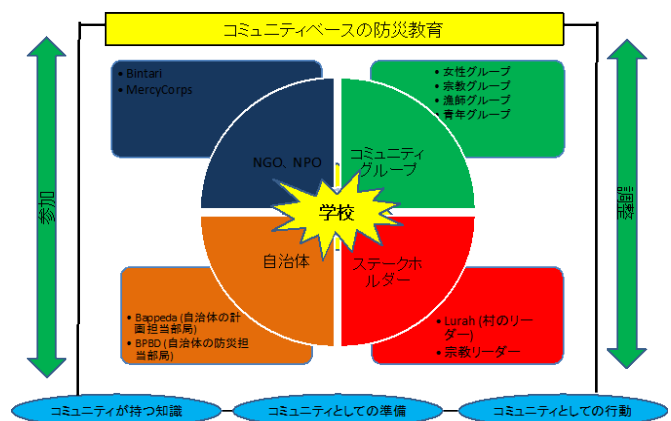 コミュニティベースの防災教育
• Bintari
• MercyCorps
• 女性グループ
• 宗教グループ
• 漁師グループ
• 青年グループ
NGO、NPO
コミュニティ
グループ
参加
学校
調整
自治体
ステークホ
ルダー
• Bappeda (自治体の計
画担当部局)
• BPBD (自治体の防災担
当部局)
• Lurah (村のリー
ダー)
• 宗教リーダー
コミュニティが持つ知識
コミュニティとしての準備
コミュニティとしての行動